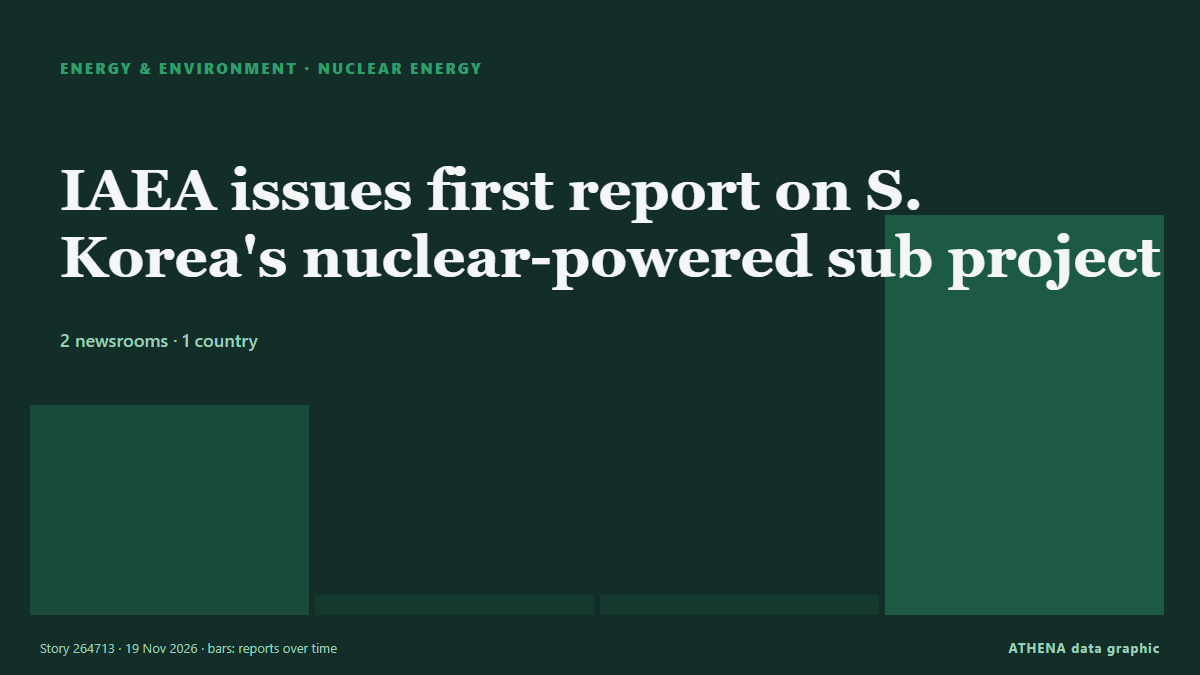 ENERGY & ENVIRONMENT · NUCLEAR ENERGY
IAEA issues first report on S.
Korea's nuclear-powered sub project
2 newsrooms · 1 country
Story 264713 · 19 Nov 2026 · bars: reports over time
ATHENA data graphic